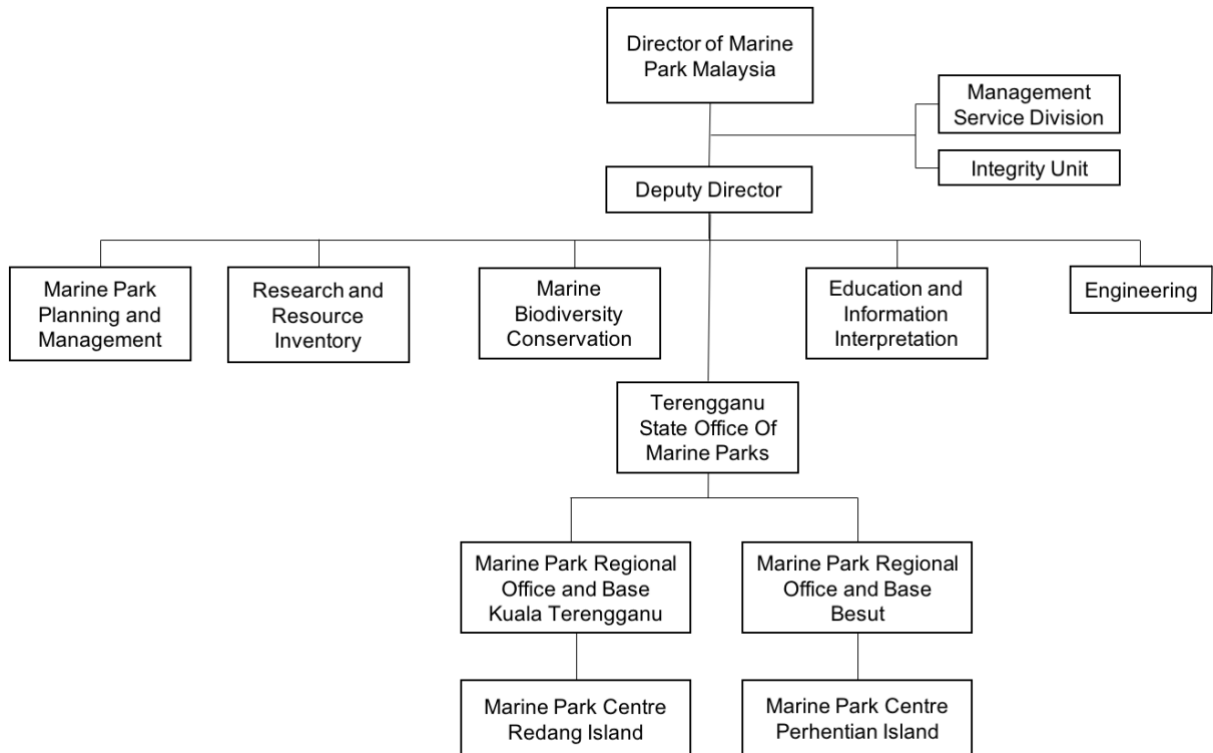 Director of Marine
Park Malaysia
Management
Service Division
Integrity Unit
Deputy Director
Marine Park
Planning and
Management
Research and
Resource
Inventory
Marine
Biodiversity
Conservation
Education and
Information
Interpretation
Engineering
Terengganu
State Office Of
Marine Parks
Marine Park Regional
Office and Base
Kuala Terengganu
Marine Park Regional
Office and Base
Besut
Marine Park Centre
Redang Island
Marine Park Centre
Perhentian Island